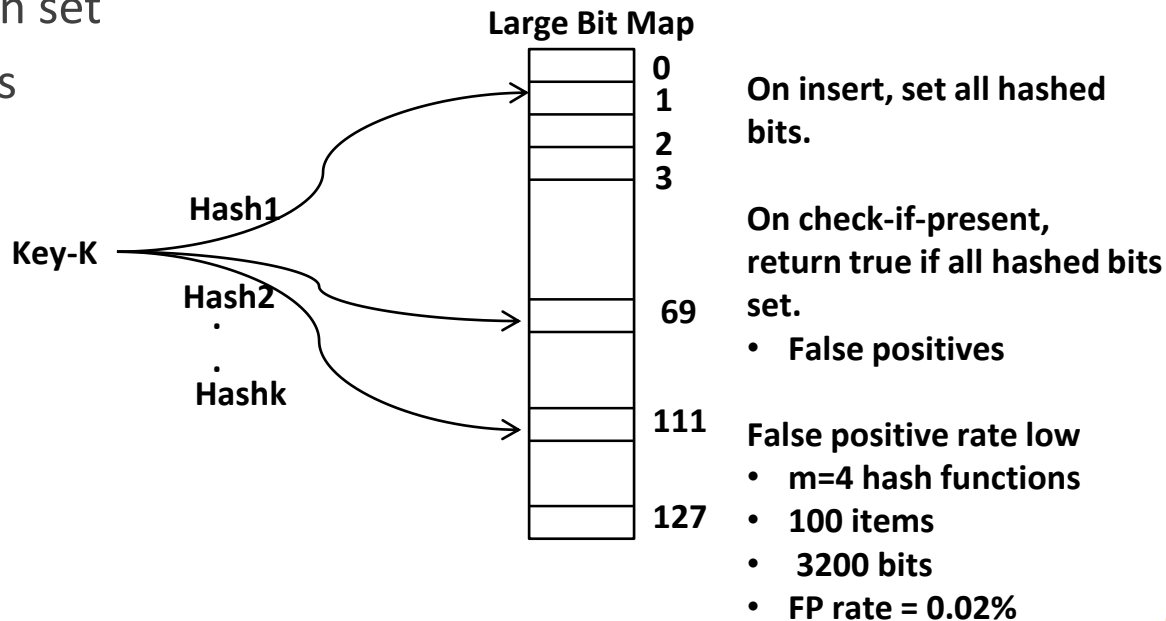 n set
s
Large Bit Map
0
1
2
3
69
111
127
Key-K
Hash1
Hash2
.
.
Hashk
On insert, set all hashed
bits.
On check-if-present,
return true if all hashed bits
set.
• False positives
False positive rate low
• m=4 hash functions
• 100 items
• 3200 bits
• FP rate = 0.02%